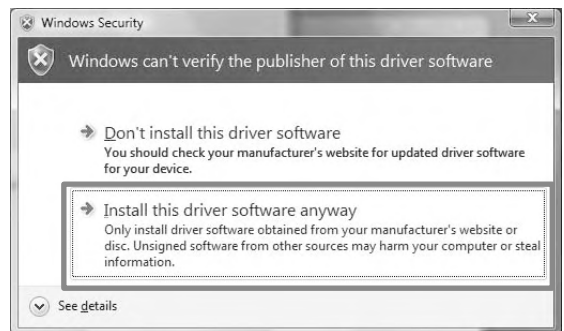 Windows Security
Windows can't verify the publisher of this driver software
Don't install this driver software
You should check your manufacturer's website for updated driver software
for your device.
Install this driver software anyway
Only install driver software obtained from your manufacturer's website or
disc. Unsigned software from other sources may harm your computer or steal
information.
See details